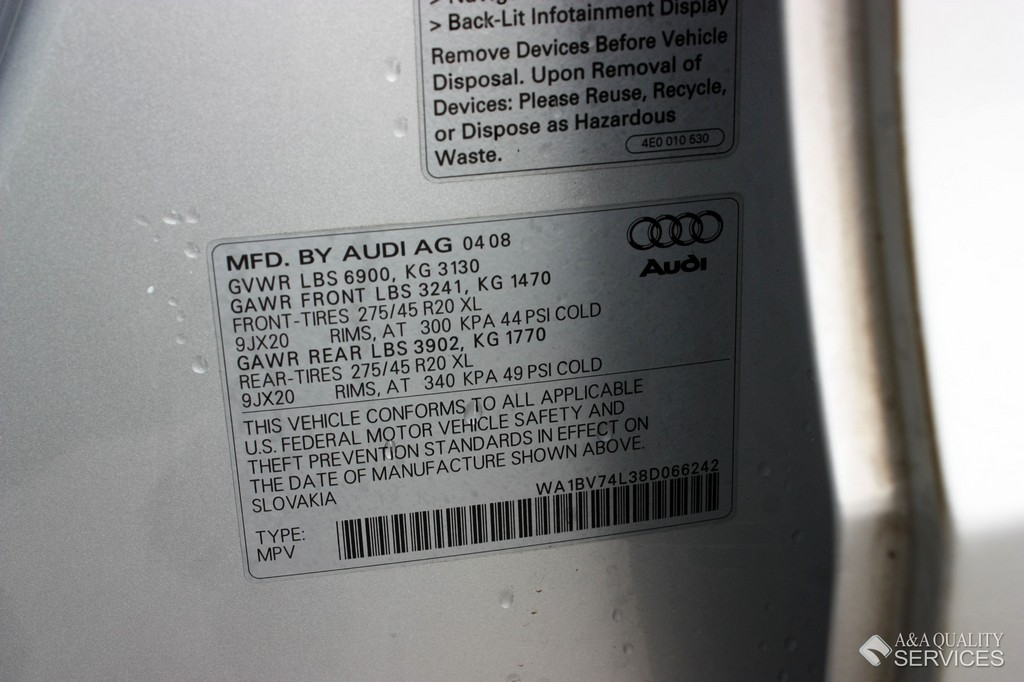 > Back-Lit Infotainment Display
Remove Devices Before Vehicle
Disposal. Upon Removal of
Devices: Please Reuse, Recycle,
or Dispose as Hazardous
Waste.
4E0 010 530
MFD. BY AUDI AG 0408
GVWR LBS 6900, KG 3130
GAWR FRONT LBS 3241, KG 1470
FRONT-TIRES 275/45 R20 XL
9JX20 RIMS, AT 300 KPA 44 PSI COLD
GAWR REAR LBS 3902, KG 1770
REAR-TIRES 275/45 R20 XL
9JX20 RIMS, AT 340 KPA 49 PSI COLD
Audi
THIS VEHICLE CONFORMS TO ALL APPLICABLE
U.S. FEDERAL MOTOR VEHICLE SAFETY AND
THEFT PREVENTION STANDARDS IN EFFECT ON
THE DATE OF MANUFACTURE SHOWN ABOVE.
SLOVAKIA
WA1BV74L38D066242
TYPE:
MPV
A&A QUALITY
SERVICES